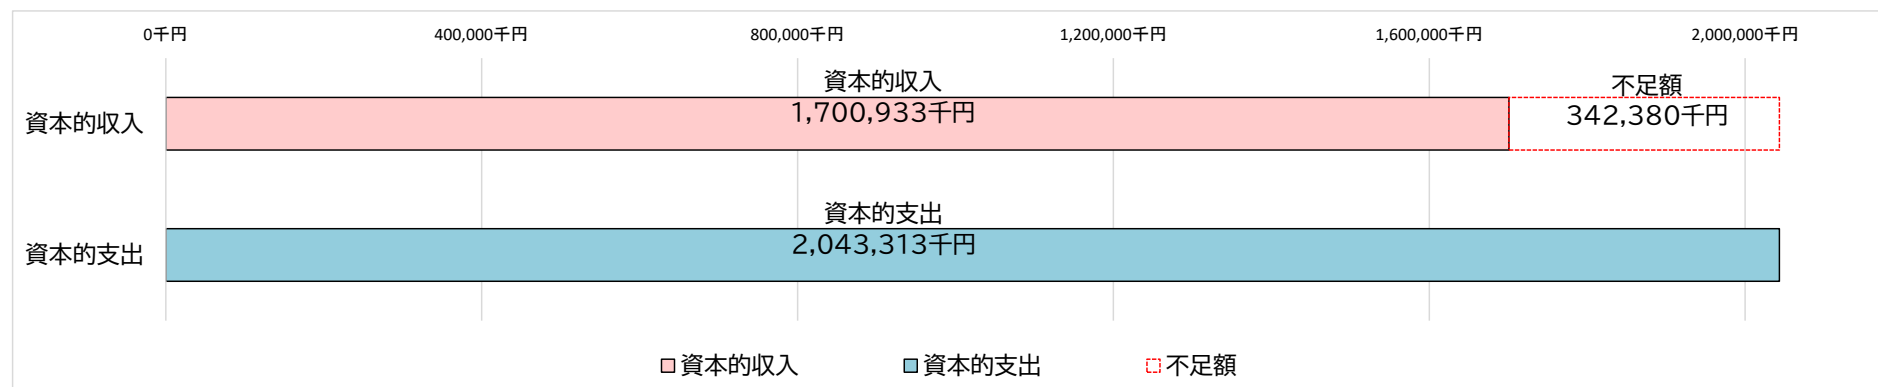 0千円 400,000千円 800,000千円 1,200,000千円 1,600,000千円 2,000,000千円
資本的収入
資本的収入
1,700,933千円
不足額
342,380千円
資本的支出
資本的支出
2,043,313千円
資本的収入 資本的支出 不足額